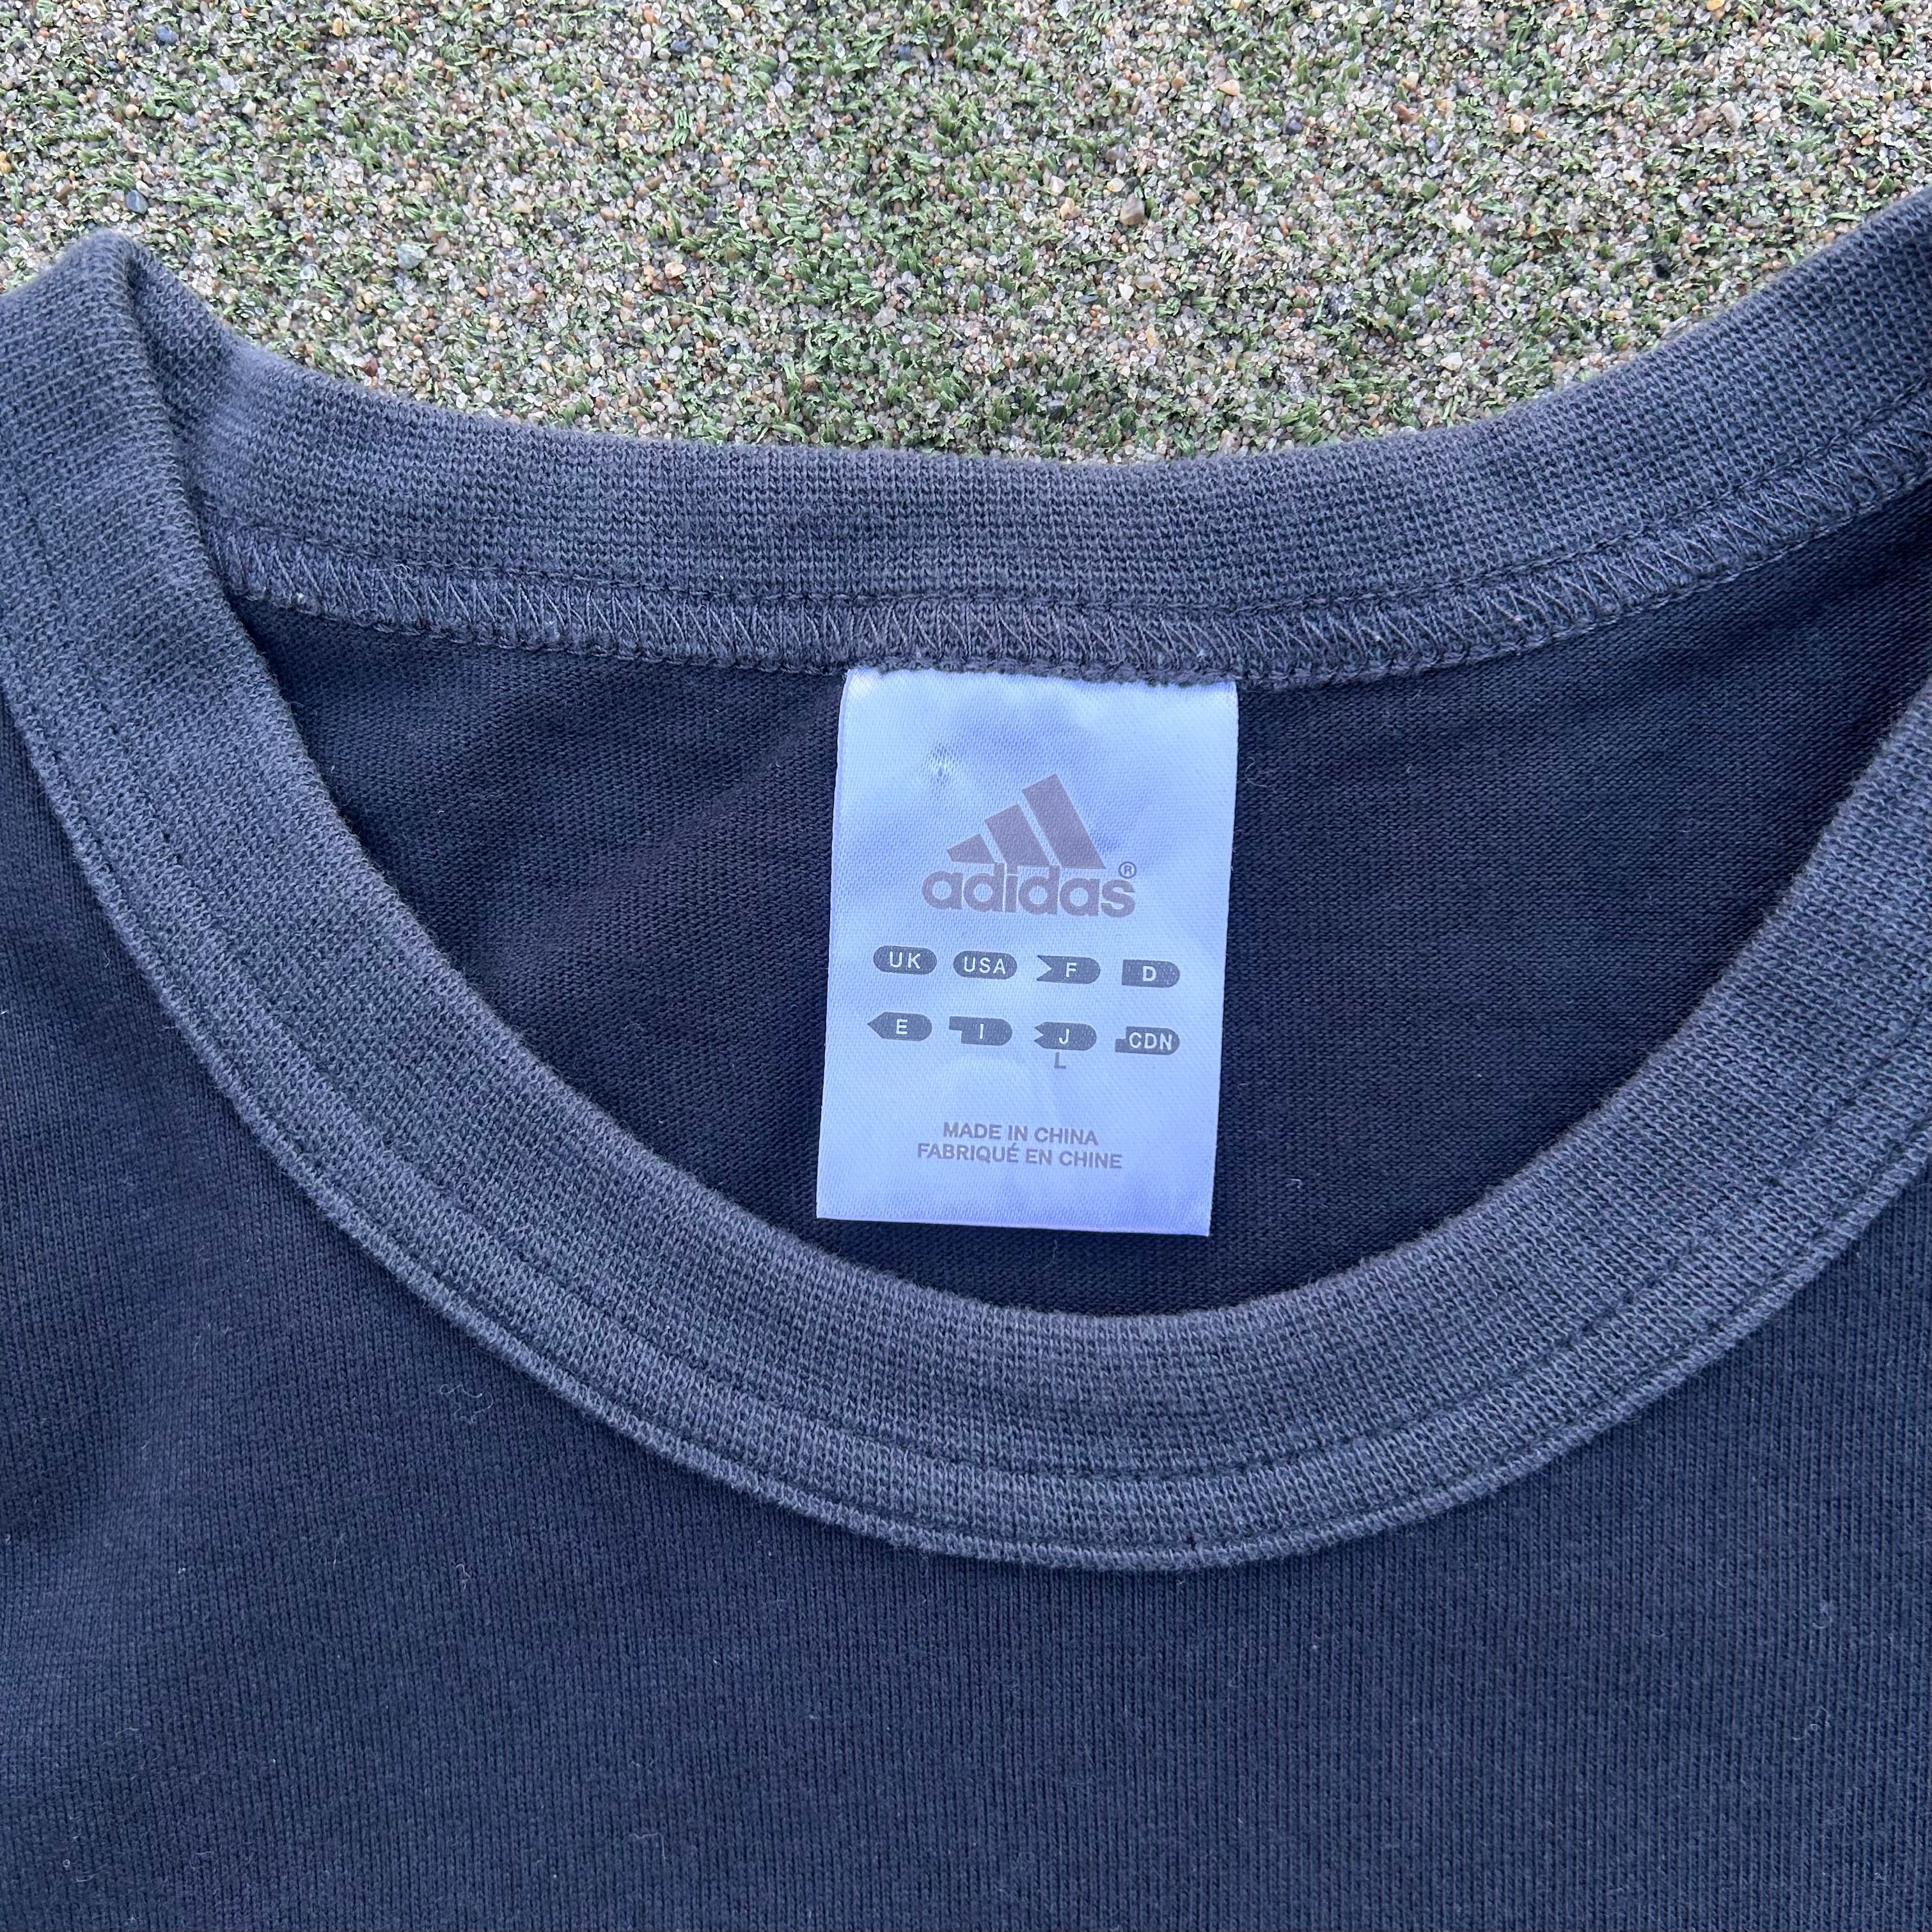 adidas®
UK USA F D
E I J CDN
L
MADE IN CHINA
FABRIQUÉ EN CHINE